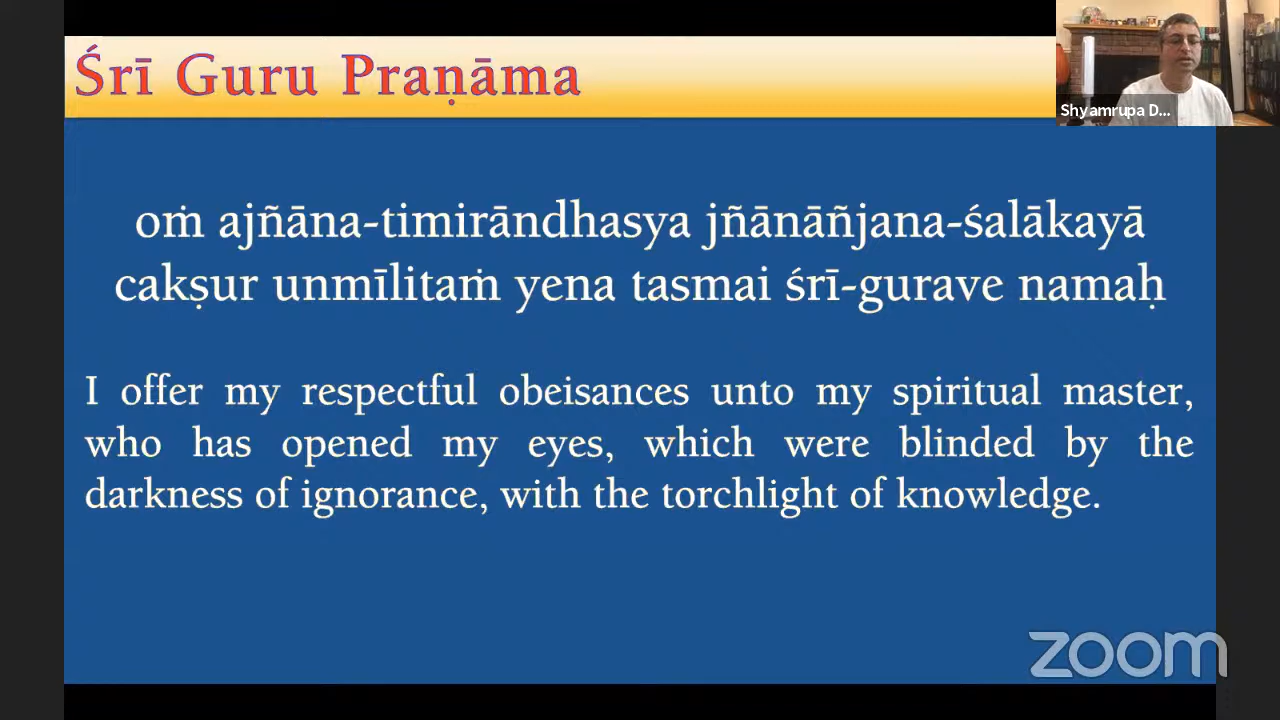 Śrī Guru Praṇāma
Shyamrupa D...
oṁ ajñāna-timirāndhasya jñānāñjana-śalākayā
cakṣur unmīlitaṁ yena tasmai śrī-gurave namaḥ
I offer my respectful obeisances unto my spiritual master,
who has opened my eyes, which were blinded by the
darkness of ignorance, with the torchlight of knowledge.
zoom